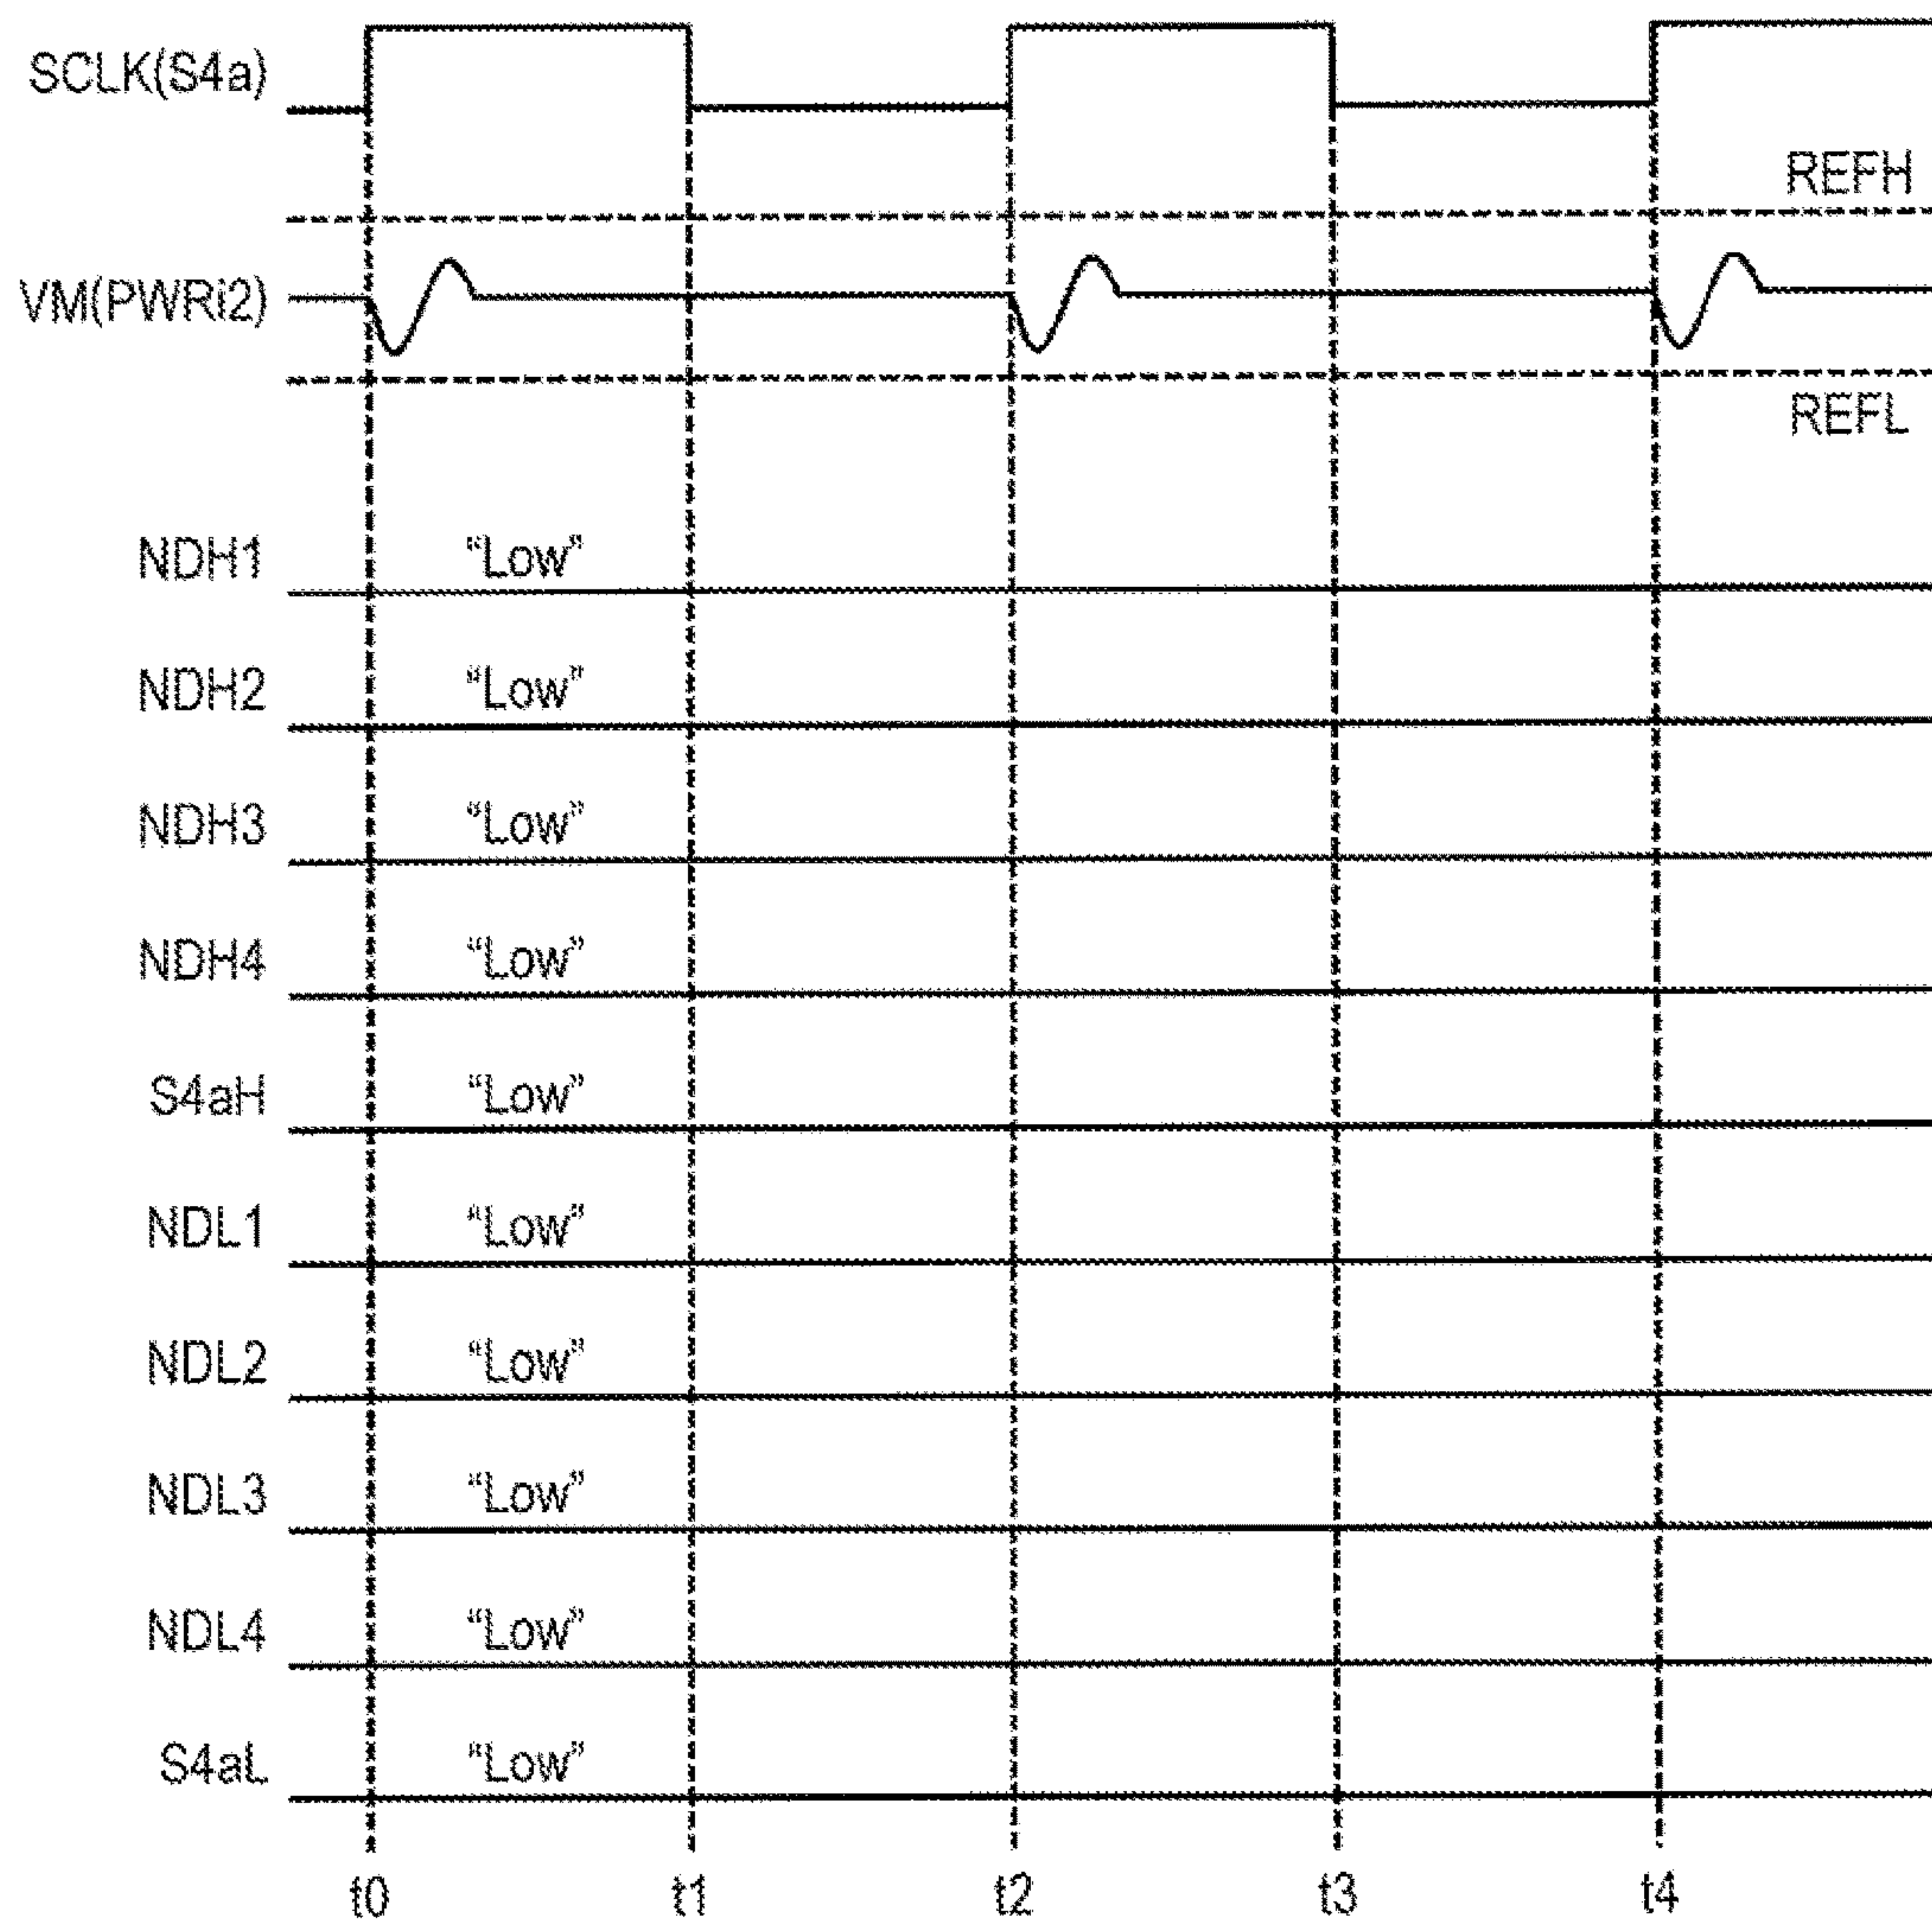 SCLK(S4a)
REFH
VM(PWRi2)
REFL
NDH1 "Low"
NDH2 "Low"
NDH3 "Low"
NDH4 "Low"
S4aH "Low"
NDL1 "Low"
NDL2 "Low"
NDL3 "Low"
NDL4 "Low"
S4aL "Low"
t0 t1 t2 t3 t4